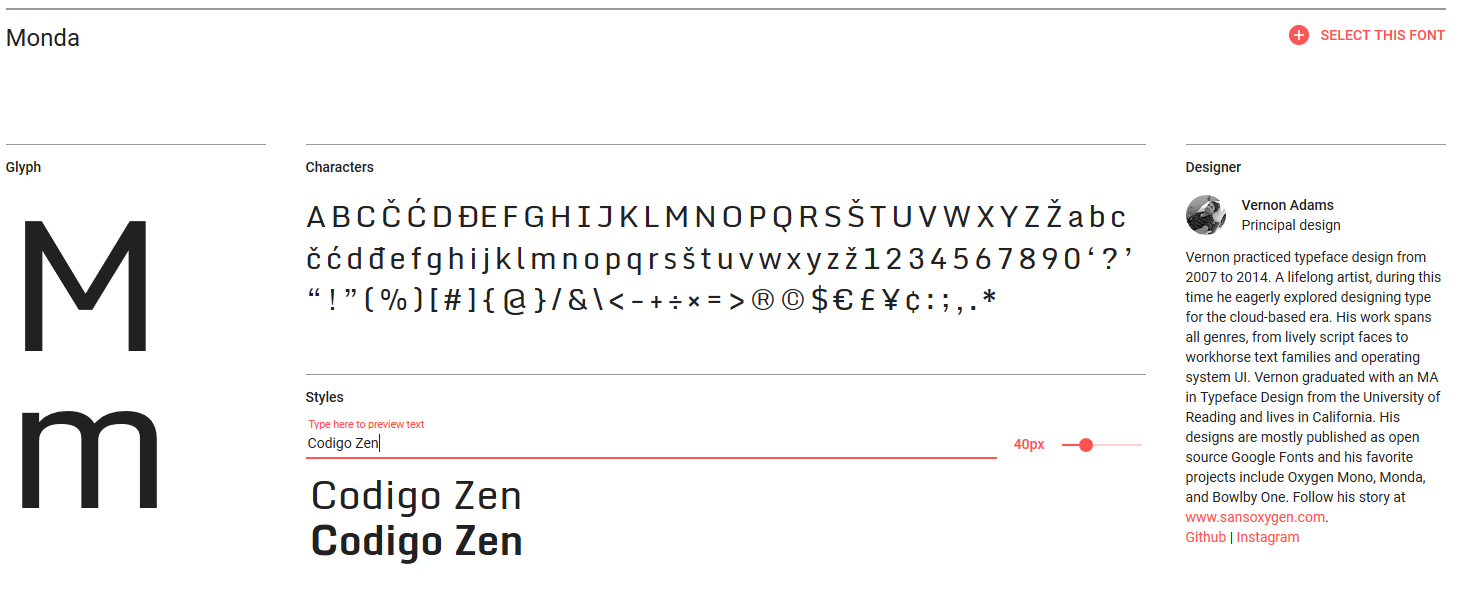 Monda
SELECT THIS FONT
Glyph
M
m
Characters
A B C Č Ć D Đ E F G H I J K L M N O P Q R S Š T U V W X Y Z Ž a b c
č ć d đ e f g h i j k l m n o p q r s š t u v w x y z ž 1 2 3 4 5 6 7 8 9 0 ‘ ? ’
“ ! ” ( % ) [ # ] { @ } / & \ < - + ÷ × = > ® © $ € £ ¥ ¢ : ; , . *
Styles
Type here to preview text
Codigo Zen
40px
Codigo Zen
Codigo Zen
Designer
Vernon Adams
Principal design
Vernon practiced typeface design from
2007 to 2014. A lifelong artist, during this
time he eagerly explored designing type
for the cloud-based era. His work spans
all genres, from lively script faces to
workhorse text families and operating
system UI. Vernon graduated with an MA
in Typeface Design from the University of
Reading and lives in California. His
designs are mostly published as open
source Google Fonts and his favorite
projects include Oxygen Mono, Monda,
and Bowlby One. Follow his story at
www.sansoxygen.com.
Github | Instagram